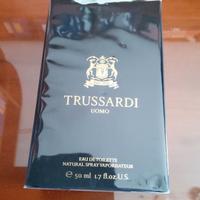 TRUSSARDI
UOMO
EAU DE TOILETTE
NATURAL SPRAY VAPORISATEUR
e 50 ml 1.7 fl.oz.U.S.